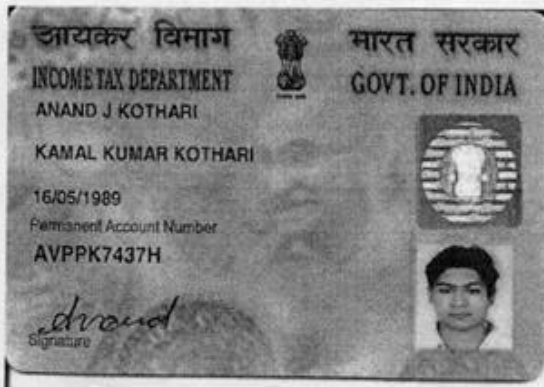 आयकर विभाग
INCOME TAX DEPARTMENT
भारत सरकार
GOVT. OF INDIA
ANAND J KOTHARI
KAMAL KUMAR KOTHARI
16/05/1989
Permanent Account Number
AVPPK7437H
Anand
Signature